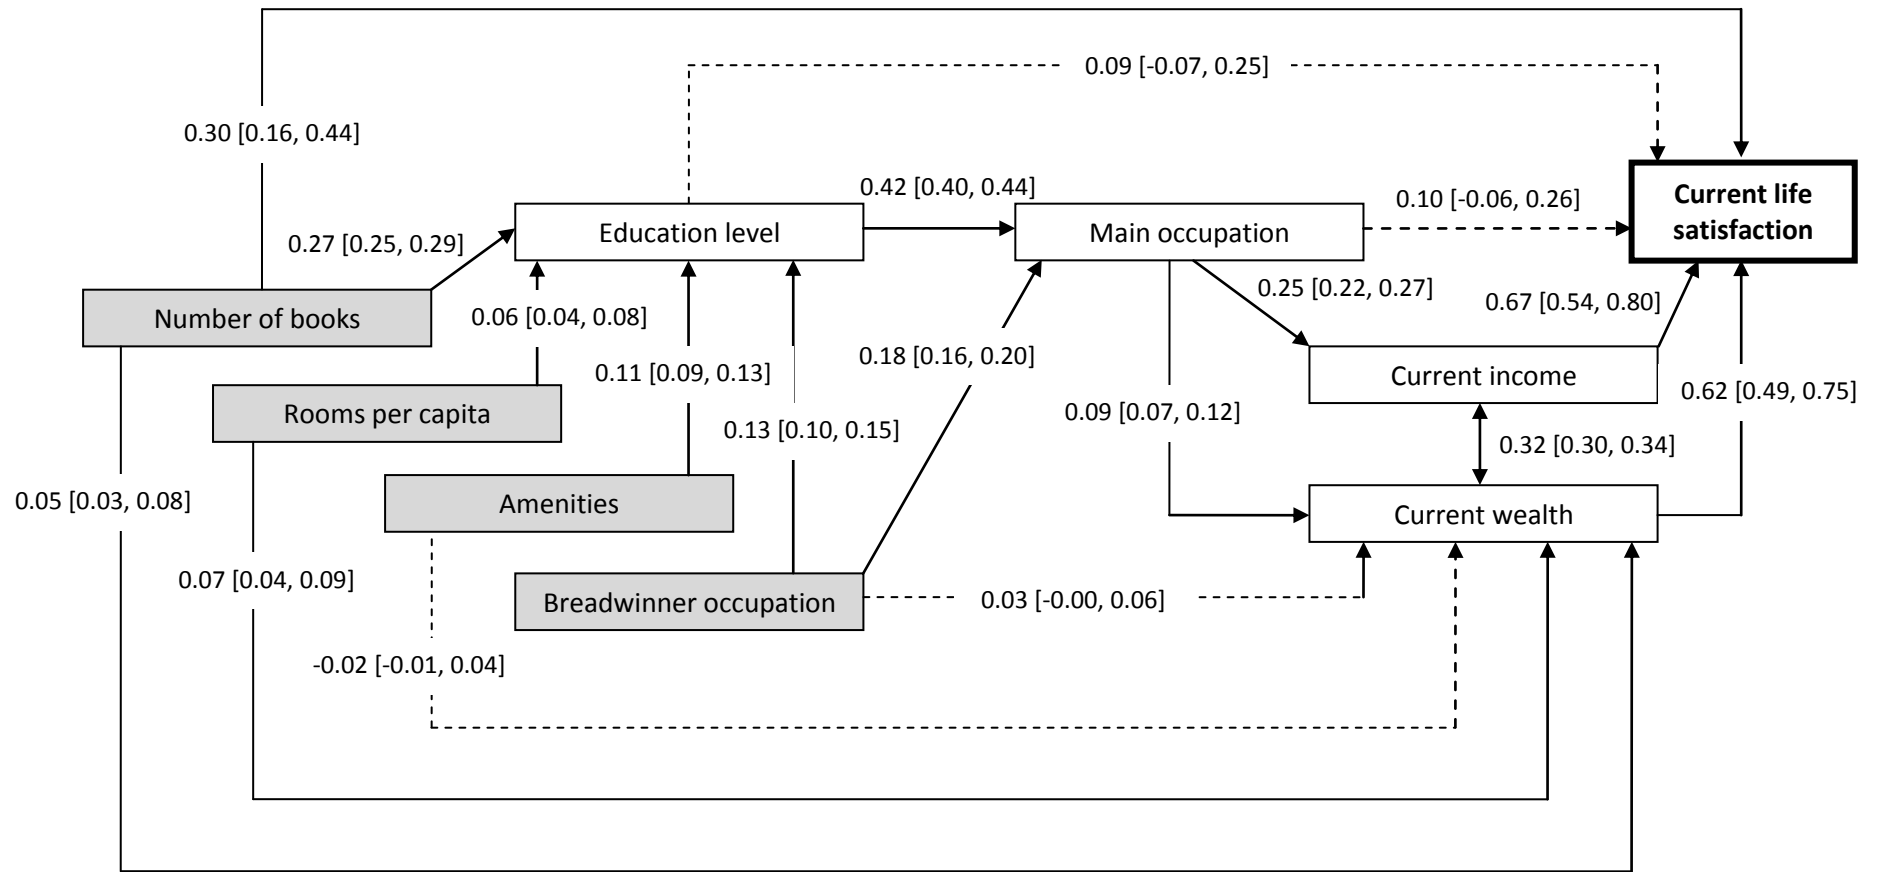 0.09 [-0.07, 0.25]
0.30 [0.16, 0.44]
0.42 [0.40, 0.44]
0.10 [-0.06, 0.26]
Current life
satisfaction
Education level
Main occupation
0.27 [0.25, 0.29]
0.25 [0.22, 0.27]
0.67 [0.54, 0.80]
Number of books
0.06 [0.04, 0.08]
0.18 [0.16, 0.20]
0.11 [0.09, 0.13]
Current income
0.62 [0.49, 0.75]
Rooms per capita
0.09 [0.07, 0.12]
0.13 [0.10, 0.15]
0.32 [0.30, 0.34]
0.05 [0.03, 0.08]
Amenities
Current wealth
0.07 [0.04, 0.09]
Breadwinner occupation
0.03 [-0.00, 0.06]
-0.02 [-0.01, 0.04]